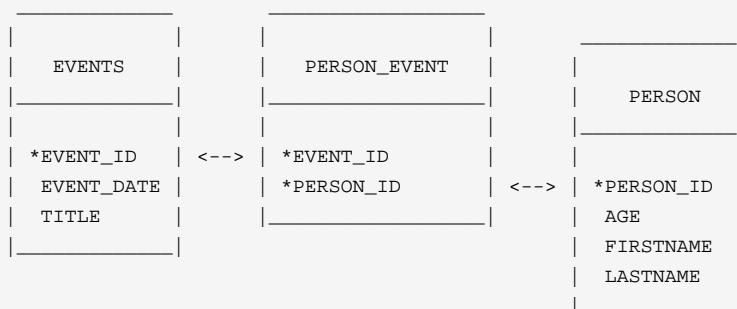 EVENTS
PERSON_EVENT
PERSON
*EVENT_ID <--> *EVENT_ID
EVENT_DATE *PERSON_ID <--> *PERSON_ID
TITLE AGE
FIRSTNAME
LASTNAME